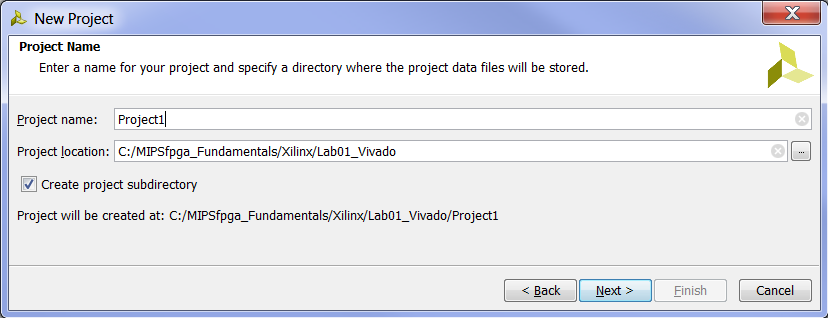 New Project
Project Name
Enter a name for your project and specify a directory where the project data files will be stored.
Project name: Project1
Project location: C:/MIPSfpga_Fundamentals/Xilinx/Lab01_Vivado ...
Create project subdirectory
Project will be created at: C:/MIPSfpga_Fundamentals/Xilinx/Lab01_Vivado/Project1
< Back Next > Finish Cancel